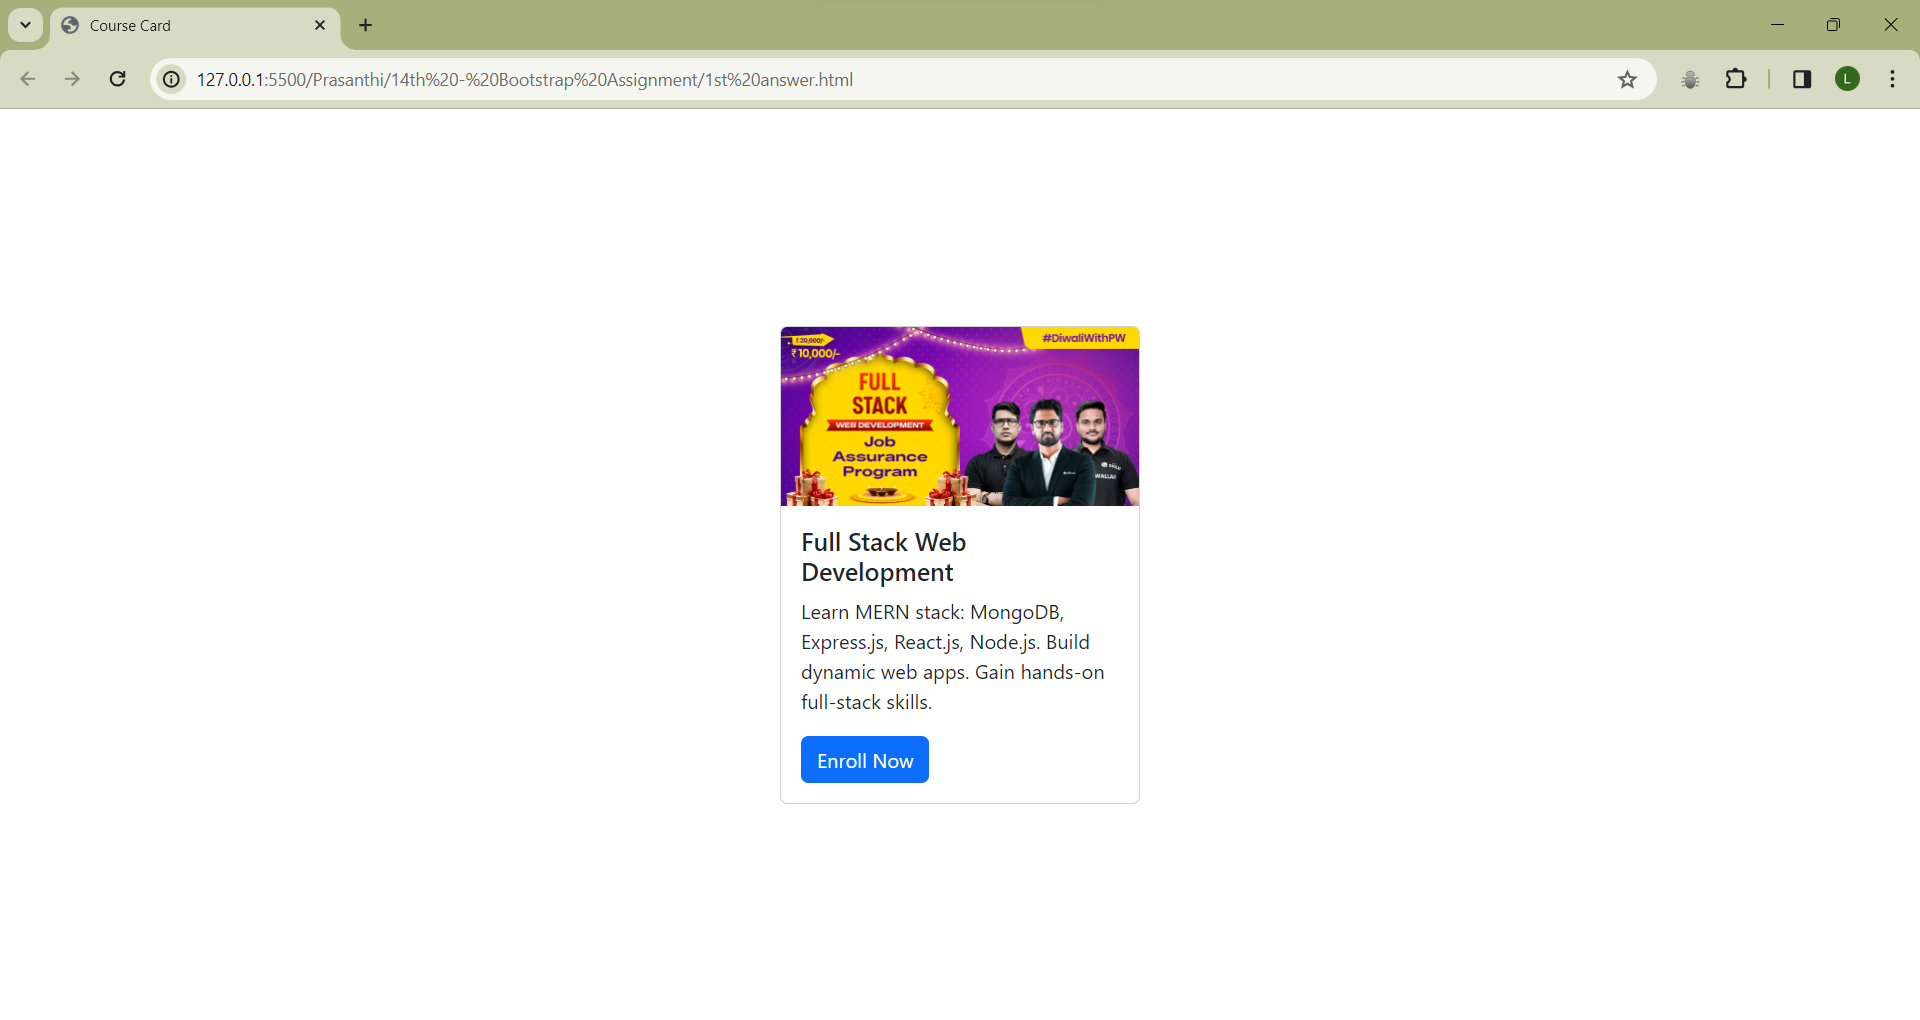 Course Card
127.0.0.1:5500/Prasanthi/14th%20-%20Bootstrap%20Assignment/1st%20answer.html
L
#DiwaliWithPW
₹ 20,000/-
₹ 10,000/-
FULL
STACK
WEB DEVELOPMENT
Job
Assurance
Program
WALLAH
Full Stack Web
Development
Learn MERN stack: MongoDB,
Express.js, React.js, Node.js. Build
dynamic web apps. Gain hands-on
full-stack skills.
Enroll Now